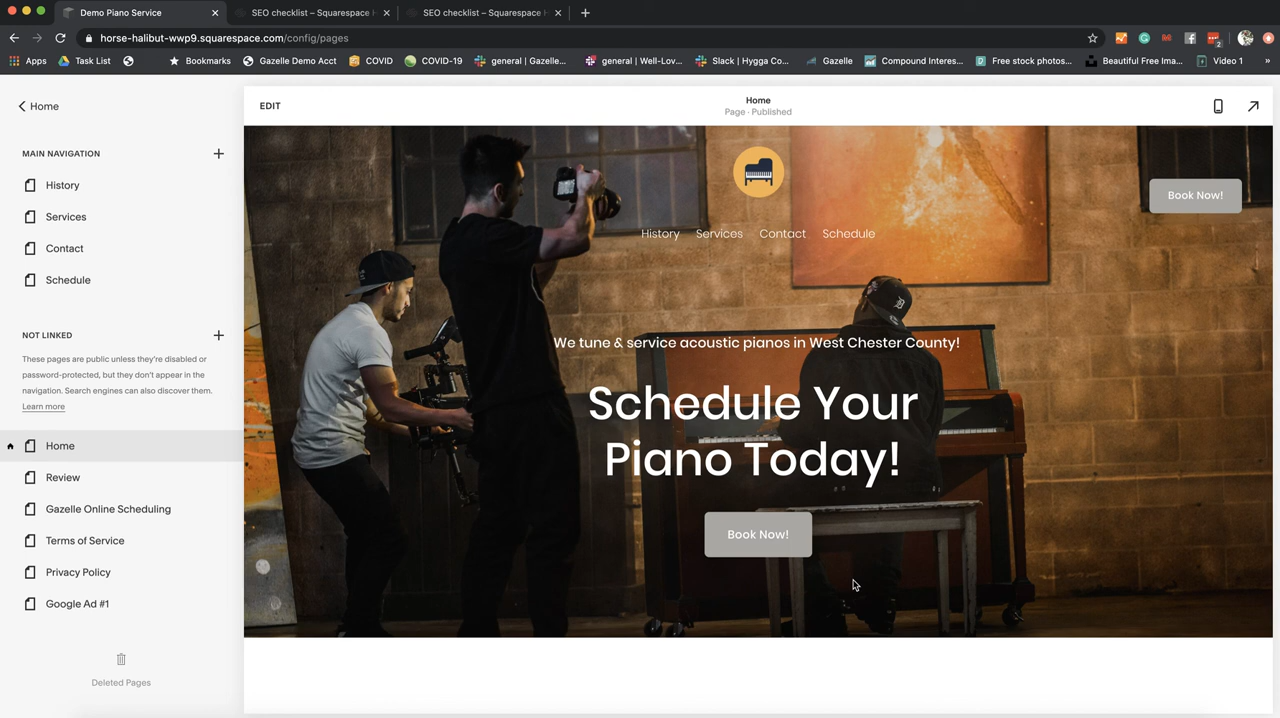 Demo Piano Service
SEO checklist – Squarespace H
SEO checklist – Squarespace H
horse-halibut-wwp9.squarespace.com/config/pages
2
Apps
Task List
Bookmarks
Gazelle Demo Acct
COVID
COVID-19
general | Gazelle...
general | Well-Lov...
Slack | Hygga Co...
Gazelle
Compound Interes...
Free stock photos...
Beautiful Free Ima...
Video 1
»
Home
EDIT
Home
Page · Published
MAIN NAVIGATION
History
Services
Contact
Schedule
NOT LINKED
These pages are public unless they're disabled or
password-protected, but they don't appear in the
navigation. Search engines can also discover them.
Learn more
Home
Review
Gazelle Online Scheduling
Terms of Service
Privacy Policy
Google Ad #1
Deleted Pages
Book Now!
History Services Contact Schedule
We tune & service acoustic pianos in West Chester County!
Schedule Your
Piano Today!
Book Now!